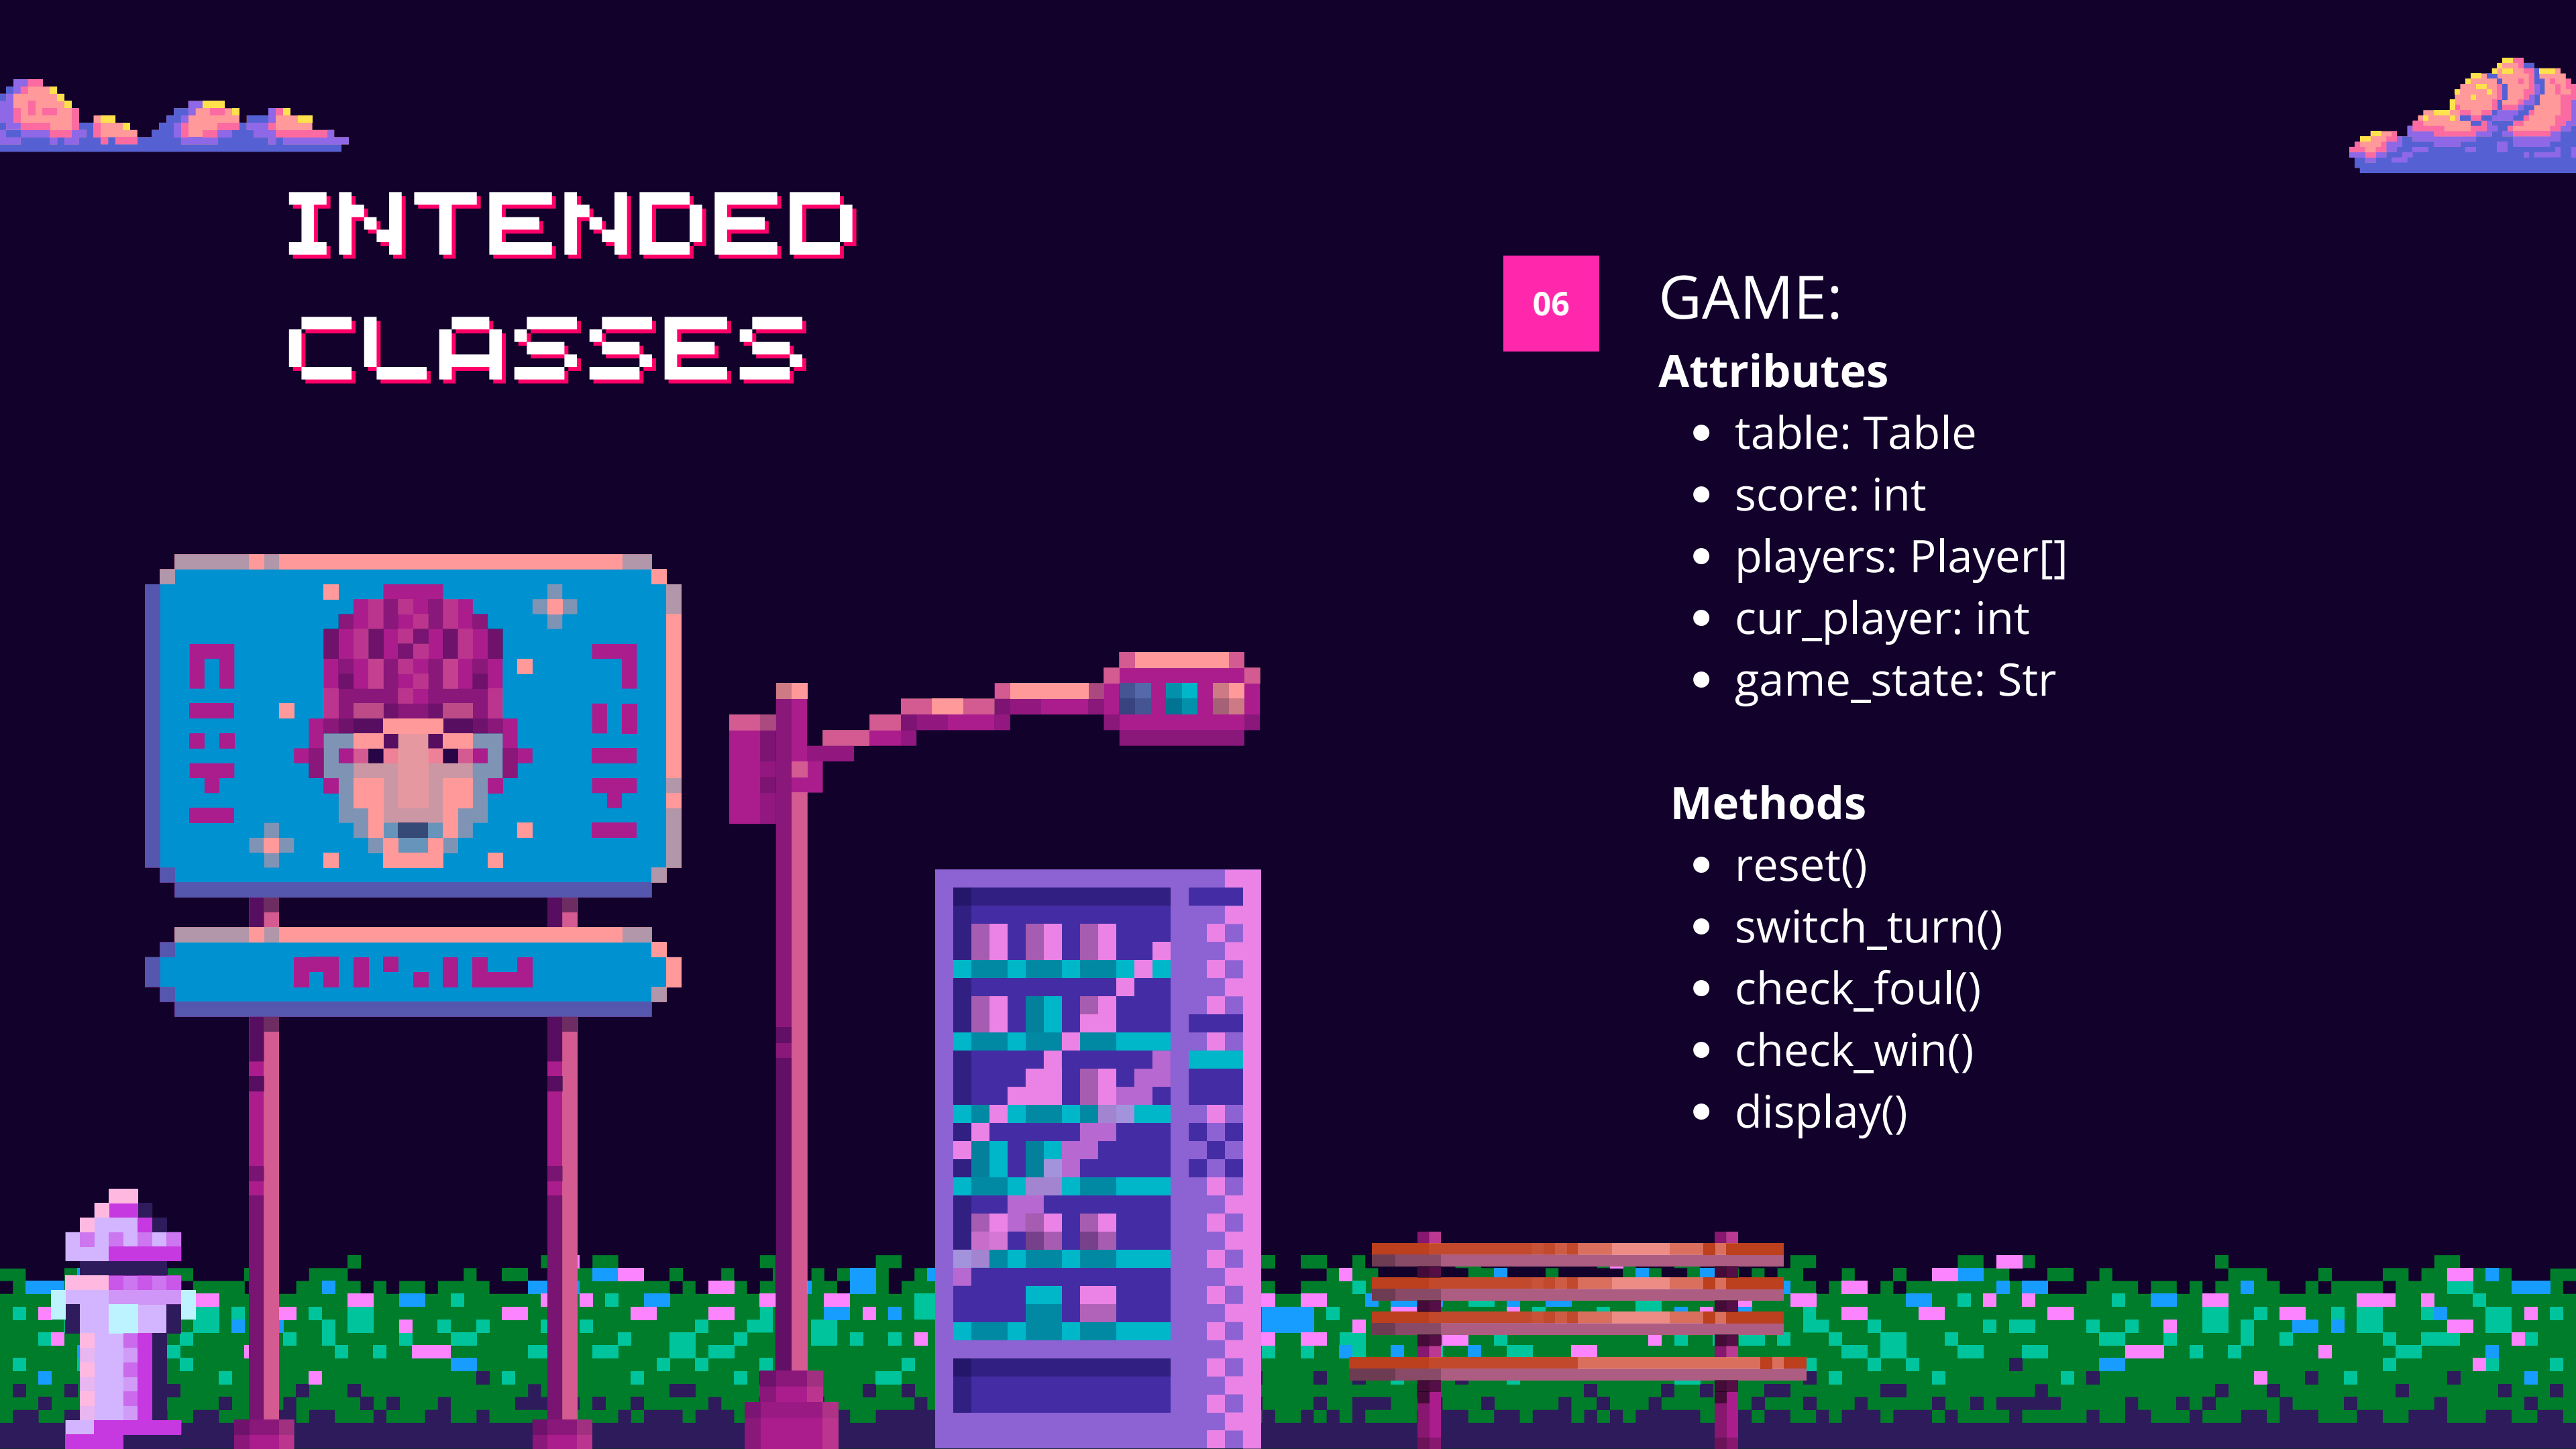 INTENDED
CLASSES
06
GAME:
Attributes
• table: Table
• score: int
• players: Player[]
• cur_player: int
• game_state: Str
Methods
• reset()
• switch_turn()
• check_foul()
• check_win()
• display()